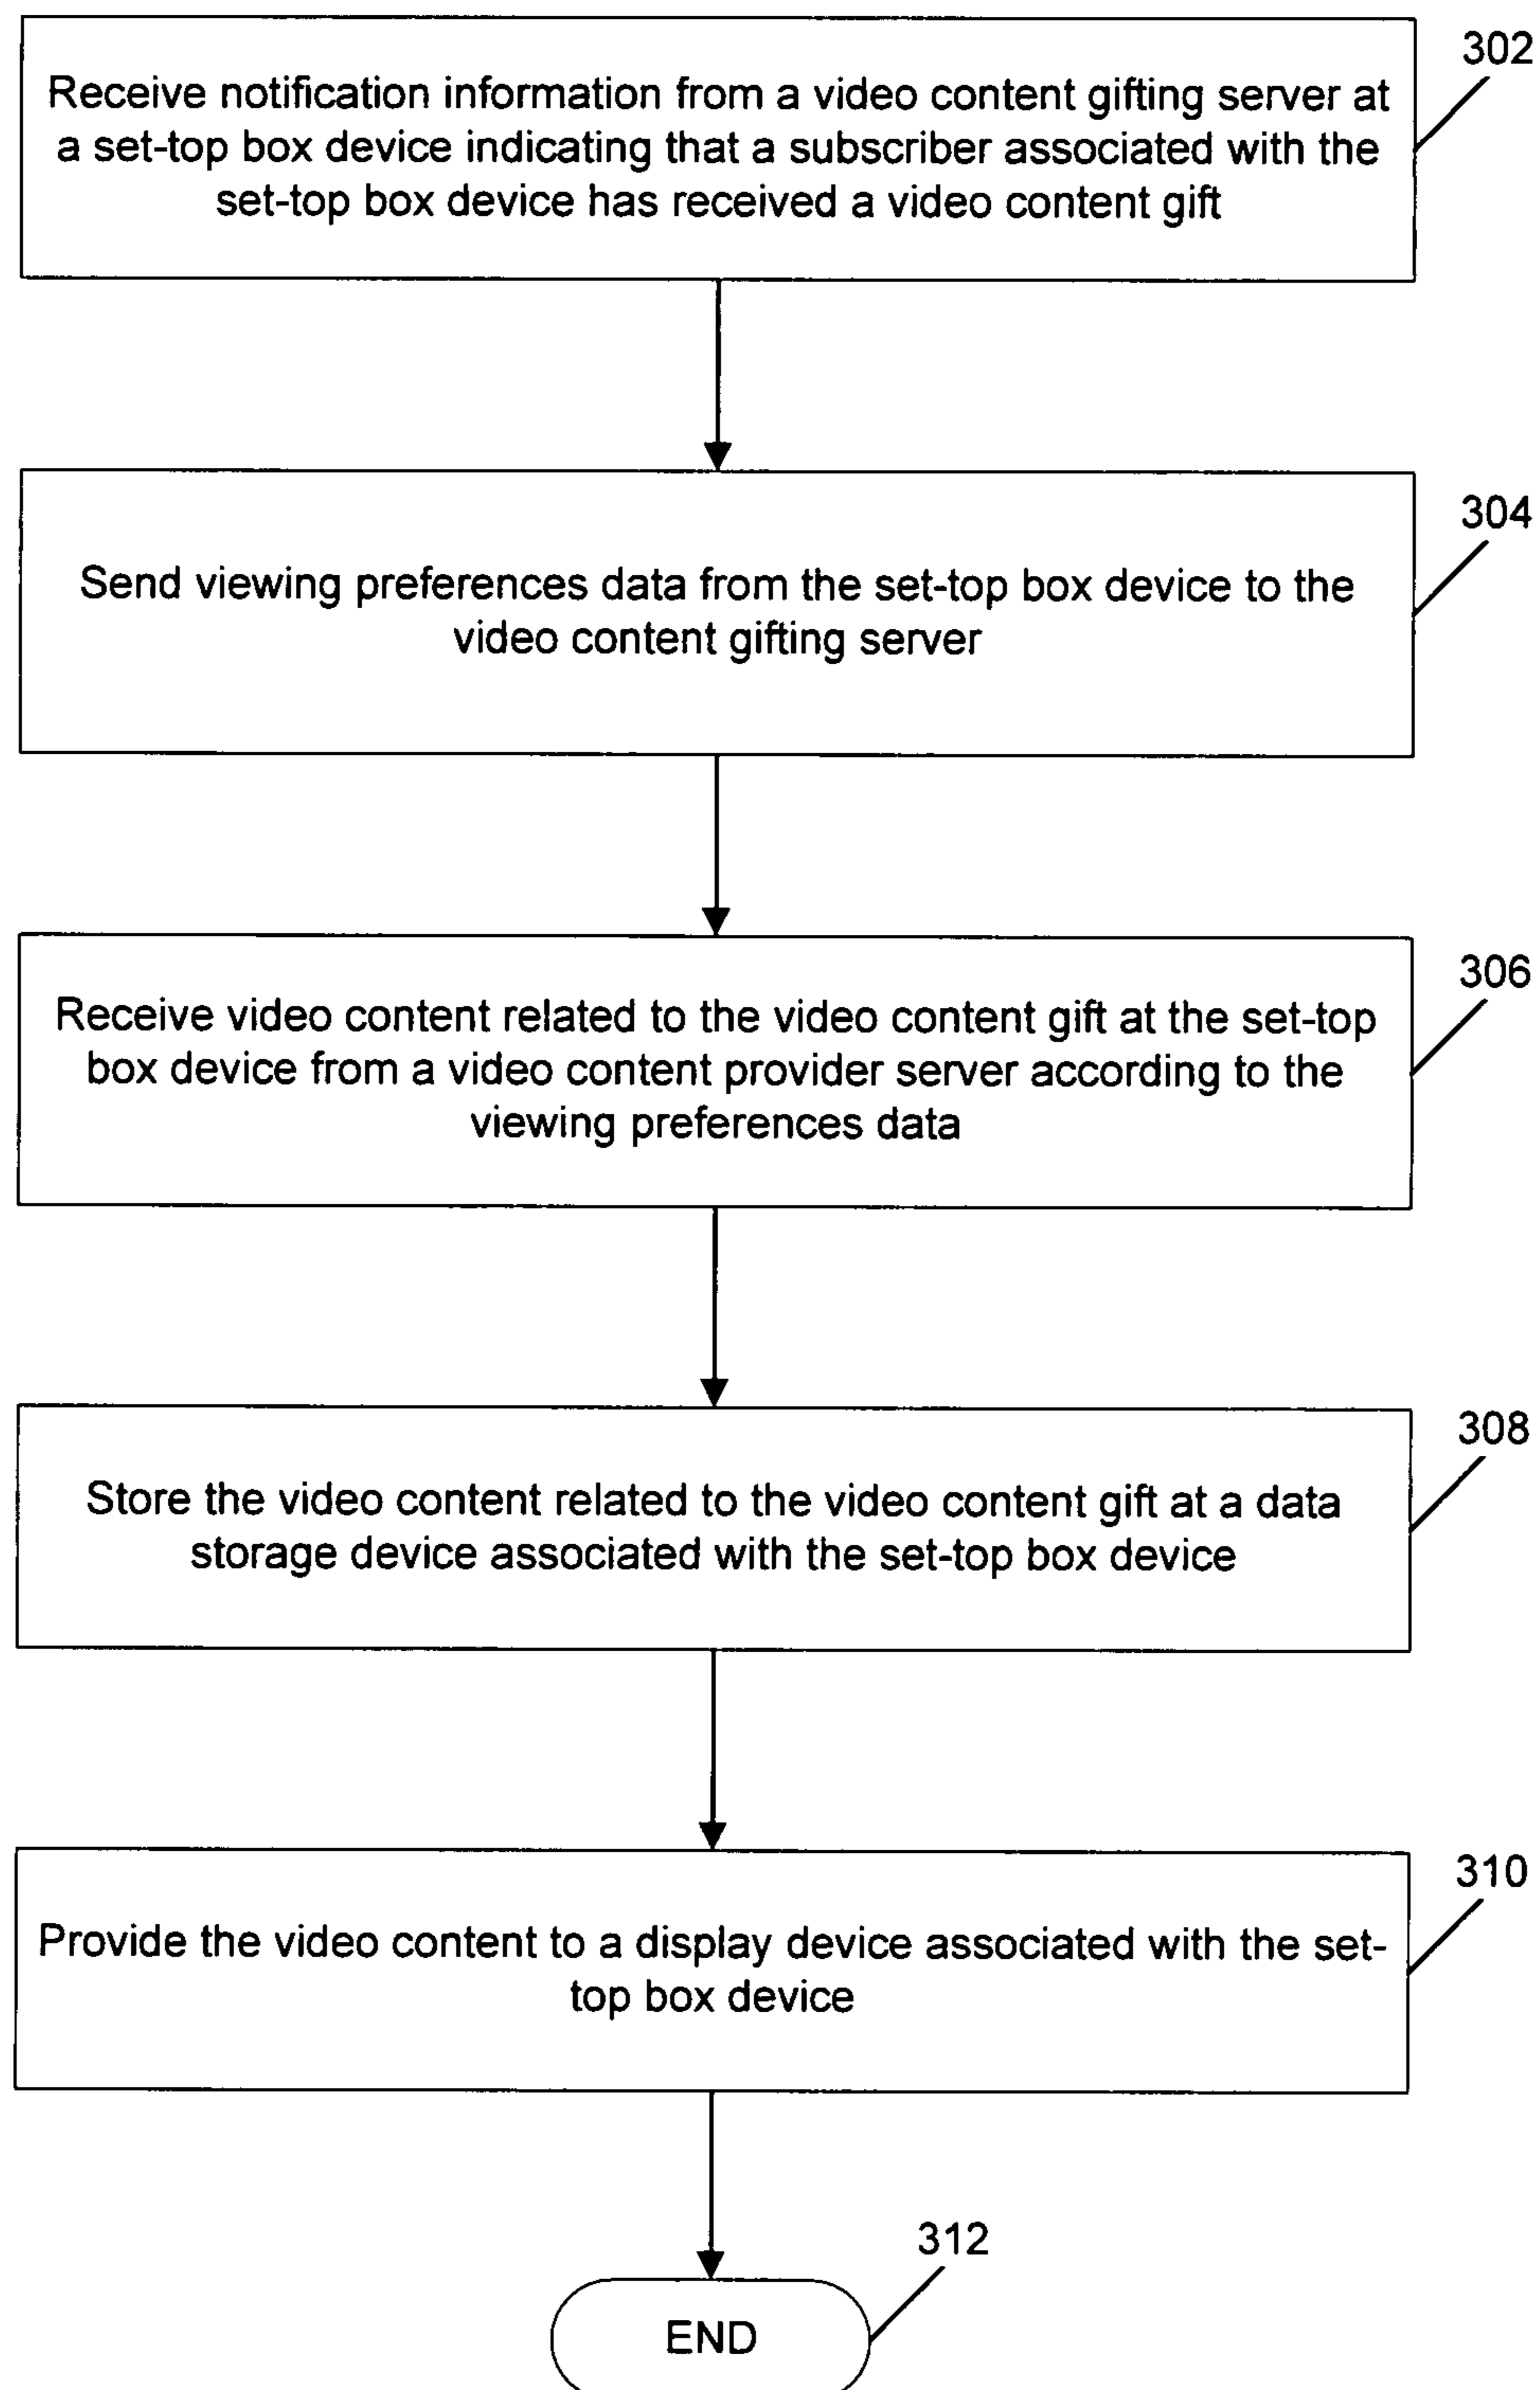 302
Receive notification information from a video content gifting server at
a set-top box device indicating that a subscriber associated with the
set-top box device has received a video content gift
304
Send viewing preferences data from the set-top box device to the
video content gifting server
306
Receive video content related to the video content gift at the set-top
box device from a video content provider server according to the
viewing preferences data
308
Store the video content related to the video content gift at a data
storage device associated with the set-top box device
310
Provide the video content to a display device associated with the set-
top box device
312
END